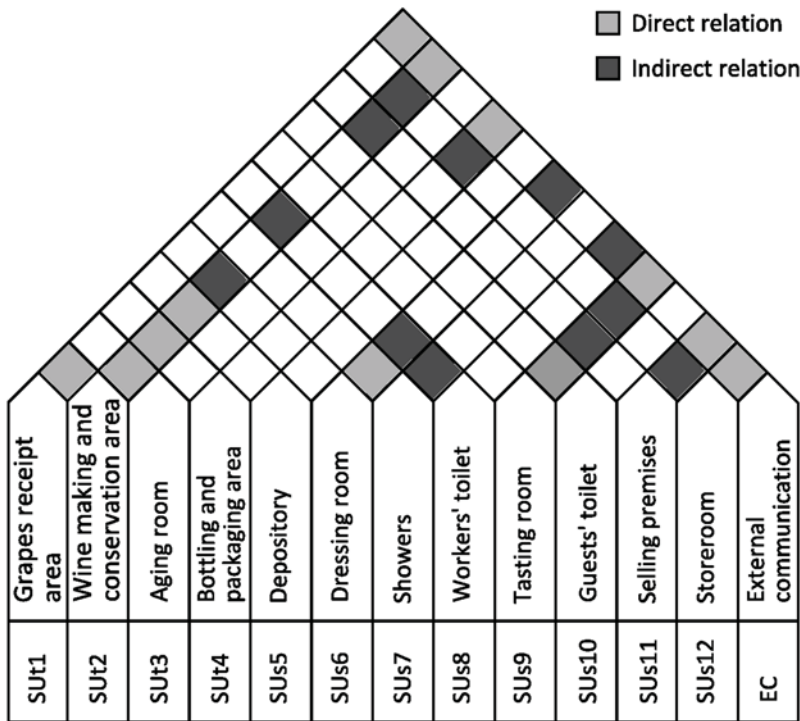 Direct relation
Indirect relation
Grapes receipt
area
Wine making and
conservation area
Aging room
Bottling and
packaging area
Depository
Dressing room
Showers
Workers' toilet
Tasting room
Guests' toilet
Selling premises
Storeroom
External
communication
SUt1
SUt2
SUt3
SUt4
SUs5
SUs6
SUs7
SUs8
SUs9
SUs10
SUs11
SUs12
EC